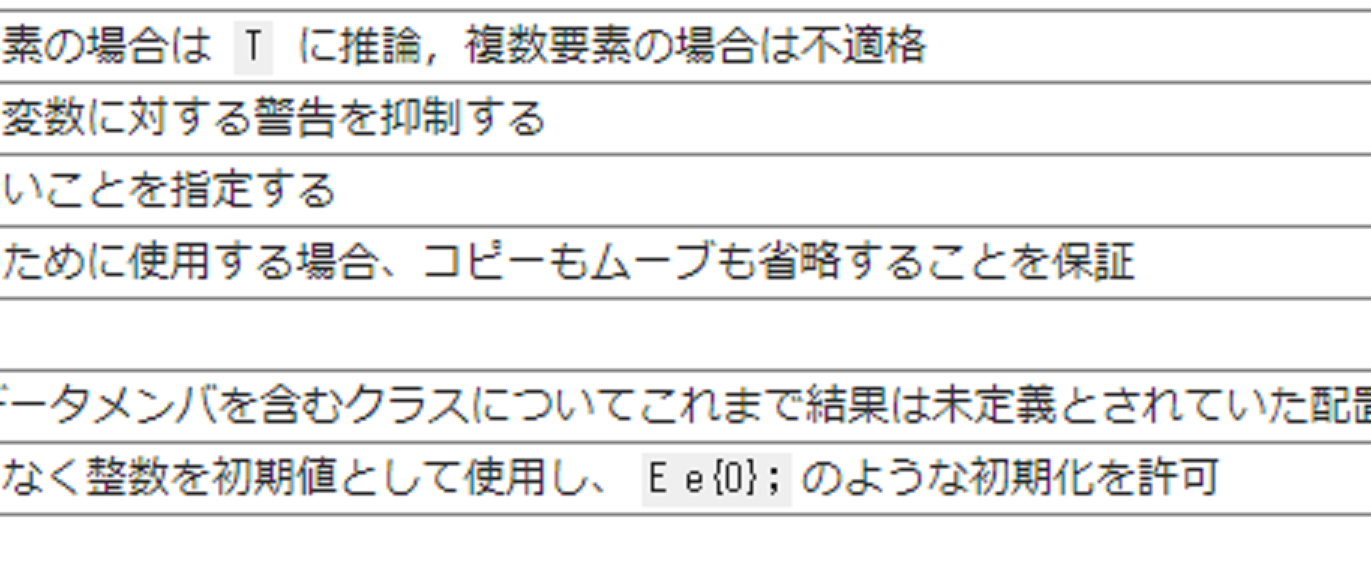 素の場合は T に推論，複数要素の場合は不適格
変数に対する警告を抑制する
いことを指定する
ために使用する場合、コピーもムーブも省略することを保証
データメンバを含むクラスについてこれまで結果は未定義とされていた配置
なく整数を初期値として使用し、 E e{0}; のような初期化を許可